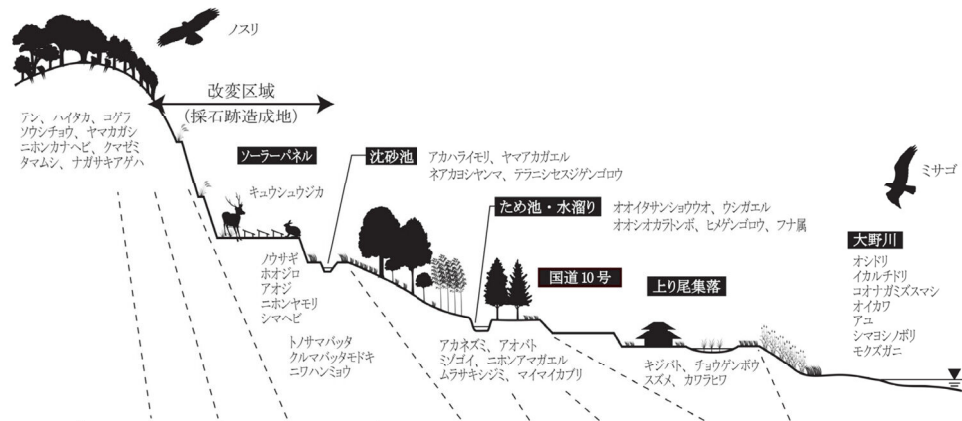 ノスリ
改変区域
(採石跡造成地)
テン、ハイタカ、コゲラ
ソウシチョウ、ヤマカガシ
ニホンカナヘビ、クマゼミ
タマムシ、ナガサキアゲハ
ソーラーパネル
キュウシュウジカ
沈砂池
アカハライモリ、ヤマアカガエル
ネアカヨシヤンマ、テラニシセスジゲンゴロウ
ミサゴ
ため池・水溜り
オオイタサンショウウオ、ウシガエル
オオシオカラトンボ、ヒメゲンゴロウ、フナ属
大野川
オシドリ
イカルチドリ
コオナガミズスマシ
オイカワ
アユ
シマヨシノボリ
モクズガニ
国道10号
上り尾集落
ノウサギ
ホオジロ
アオジ
ニホンヤモリ
シマヘビ
トノサマバッタ
クルマバッタモドキ
ニワハンミョウ
アカネズミ、アオバト
ミゾゴイ、ニホンアマガエル
ムラサキシジミ、マイマイカブリ
キジバト、チョウゲンボウ
スズメ、カワラヒワ